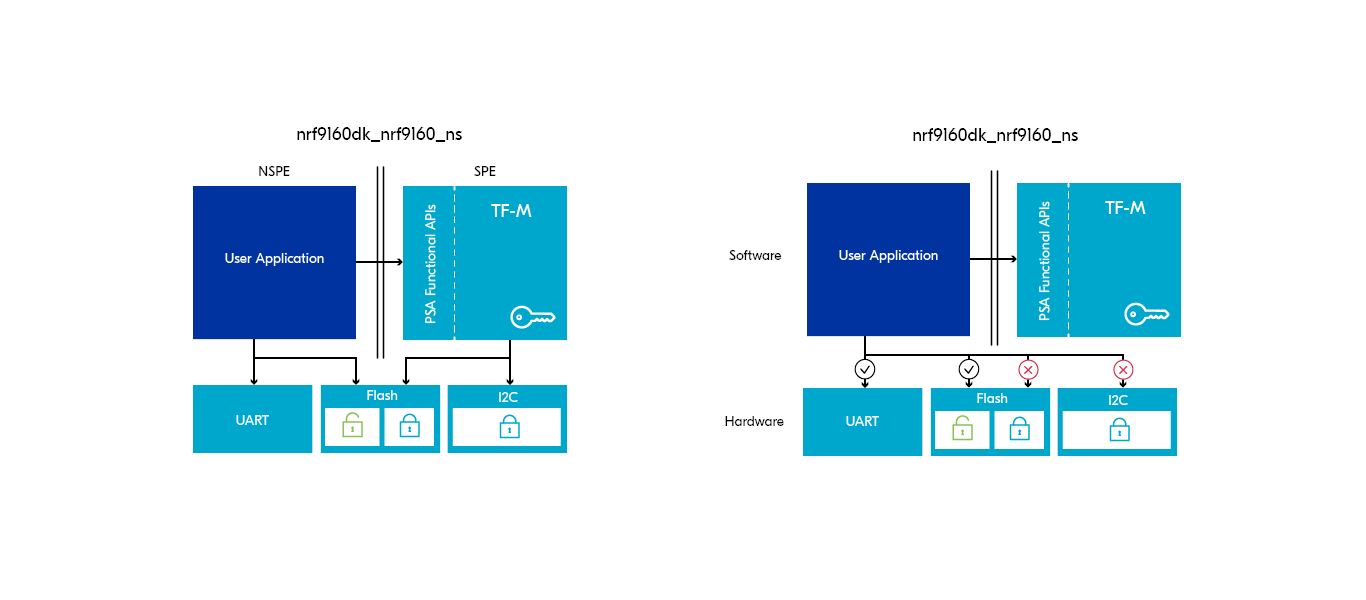 nrf9160dk_nrf9160_ns
NSPE
SPE
User Application
PSA Functional APIs
TF-M
UART
Flash
I2C
nrf9160dk_nrf9160_ns
Software
User Application
PSA Functional APIs
TF-M
Hardware
UART
Flash
I2C